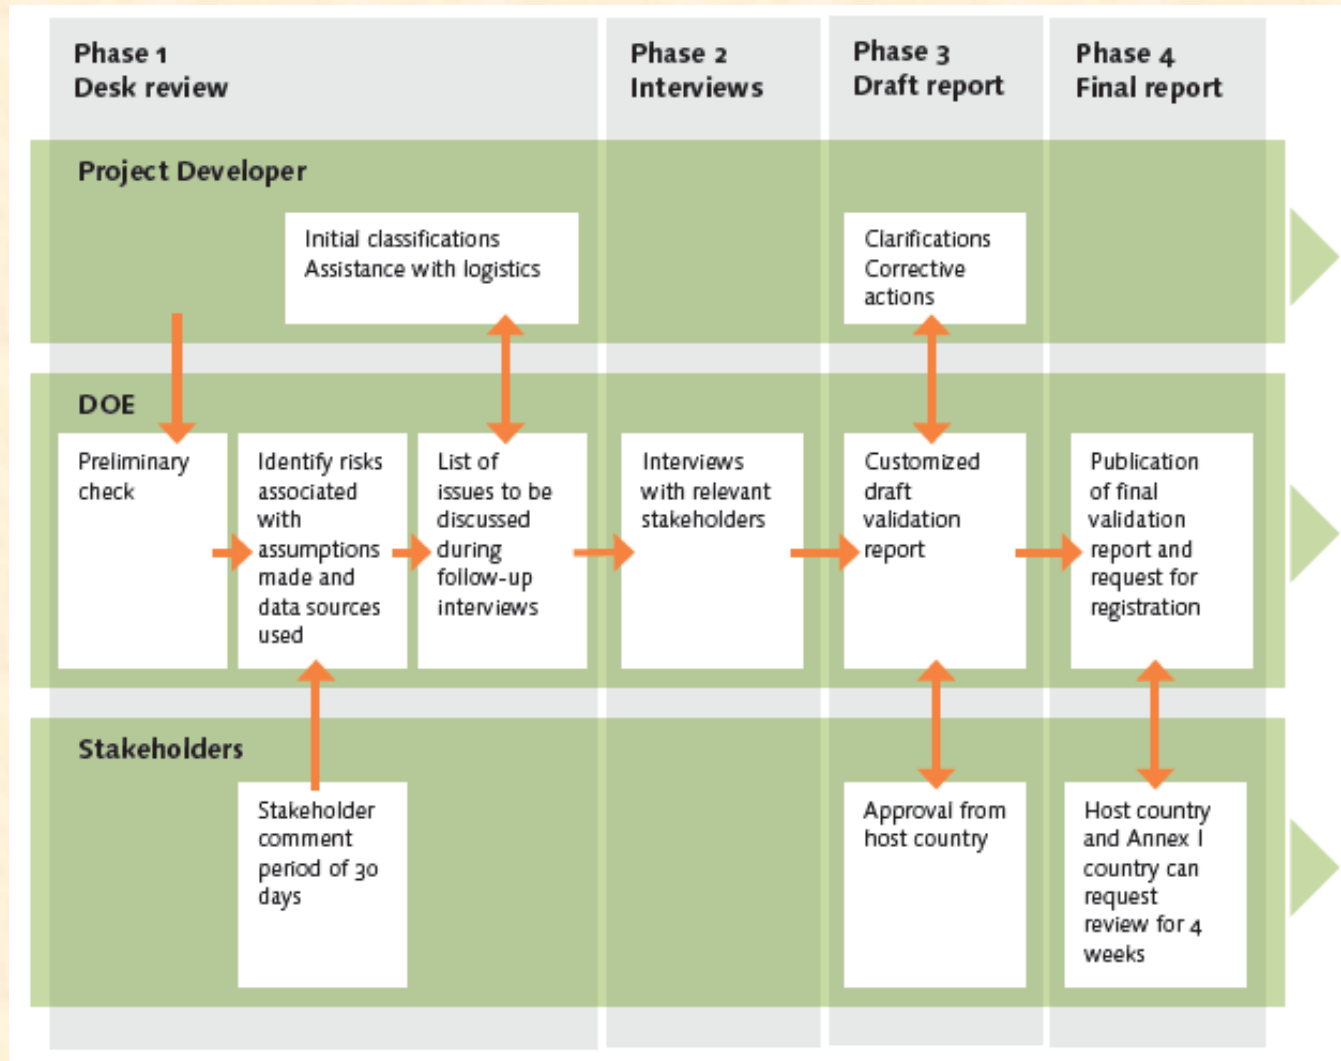 Phase 1
Desk review
Phase 2
Interviews
Phase 3
Draft report
Phase 4
Final report
Project Developer
Initial classifications
Assistance with logistics
Clarifications
Corrective
actions
DOE
Preliminary
check
Identify risks
associated
with
assumptions
made and
data sources
used
List of
issues to be
discussed
during
follow-up
interviews
Interviews
with relevant
stakeholders
Customized
draft
validation
report
Publication
of final
validation
report and
request for
registration
Stakeholders
Stakeholder
comment
period of 30
days
Approval from
host country
Host country
and Annex I
country can
request
review for 4
weeks